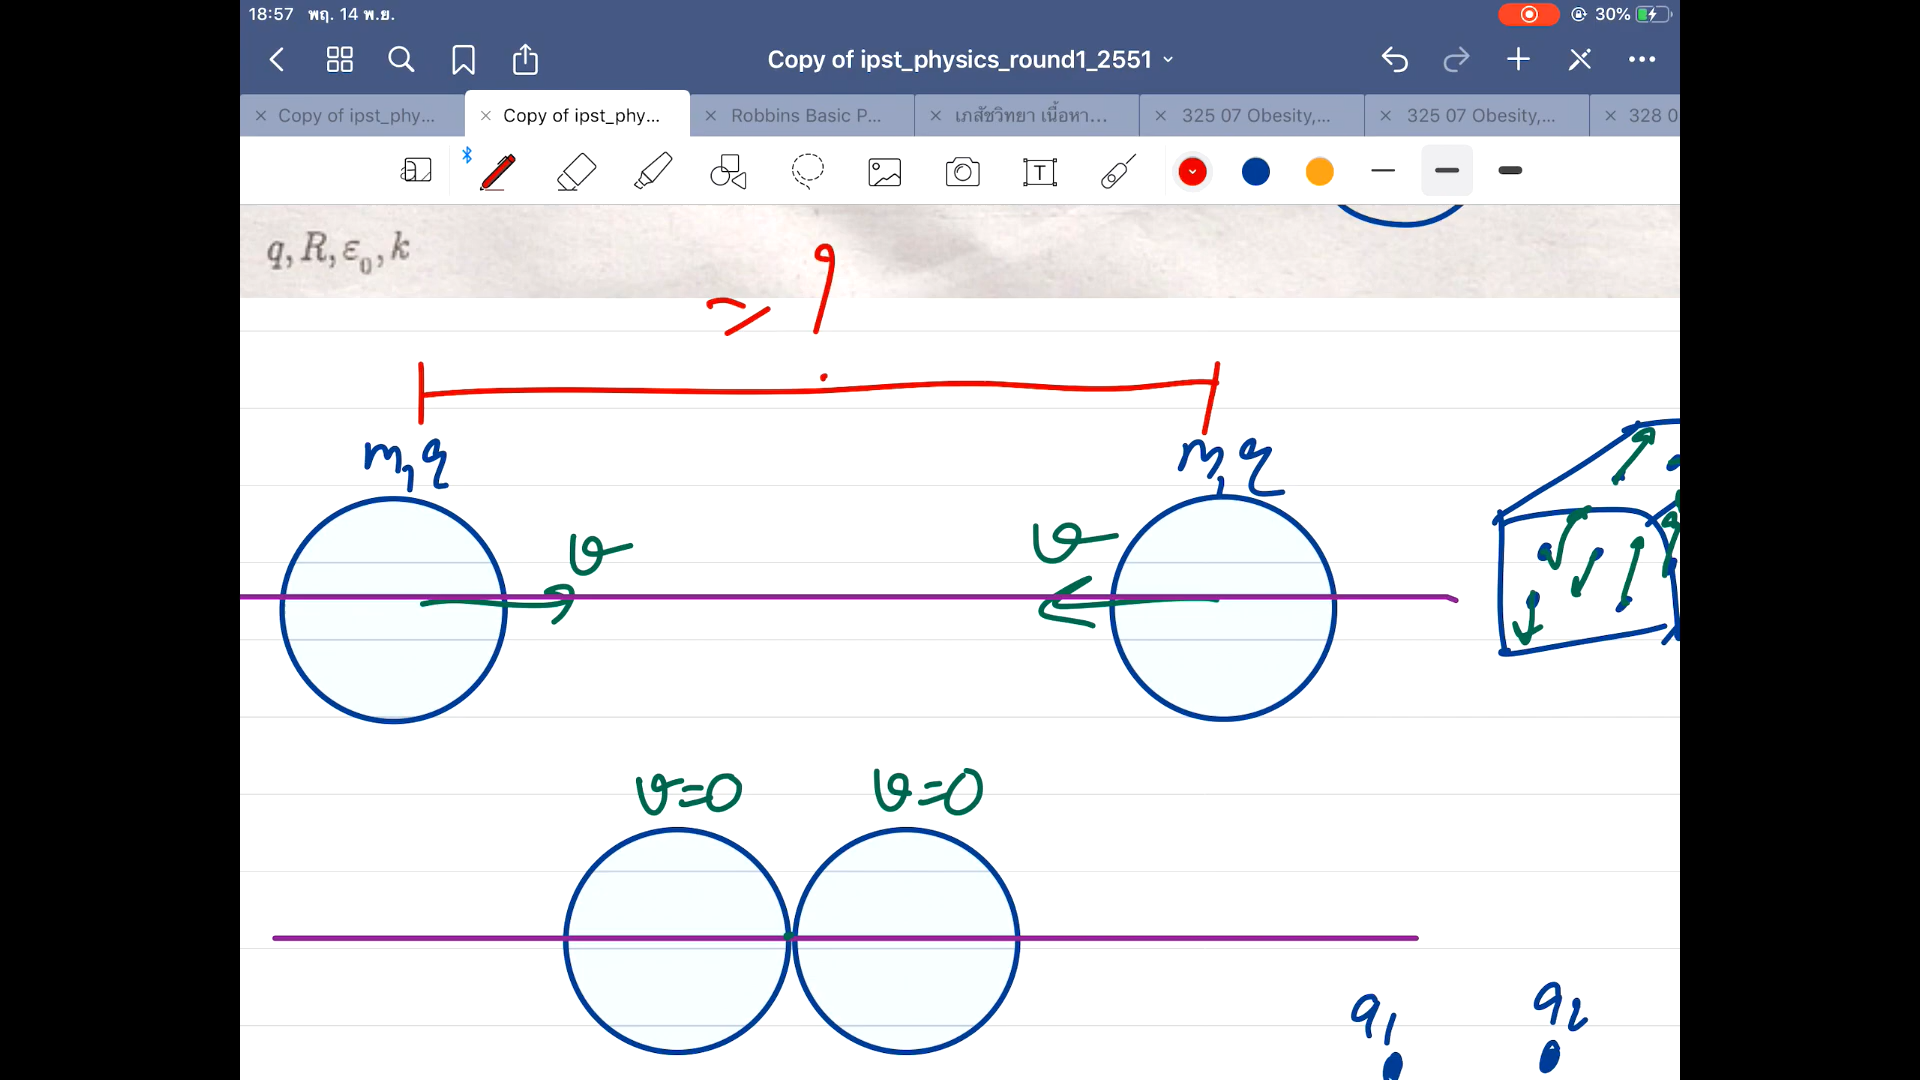 18:57 พฤ. 14 พ.ย. 30%
Copy of ipst_physics_round1_2551
Copy of ipst_phy... Copy of ipst_phy... Robbins Basic P... เภสัชวิทยา เนื้อหา... 325 07 Obesity,... 325 07 Obesity,... 328 0
T
q, R, ε₀, k
m, q m, q
v v
v=0 v=0
q₁ q₂